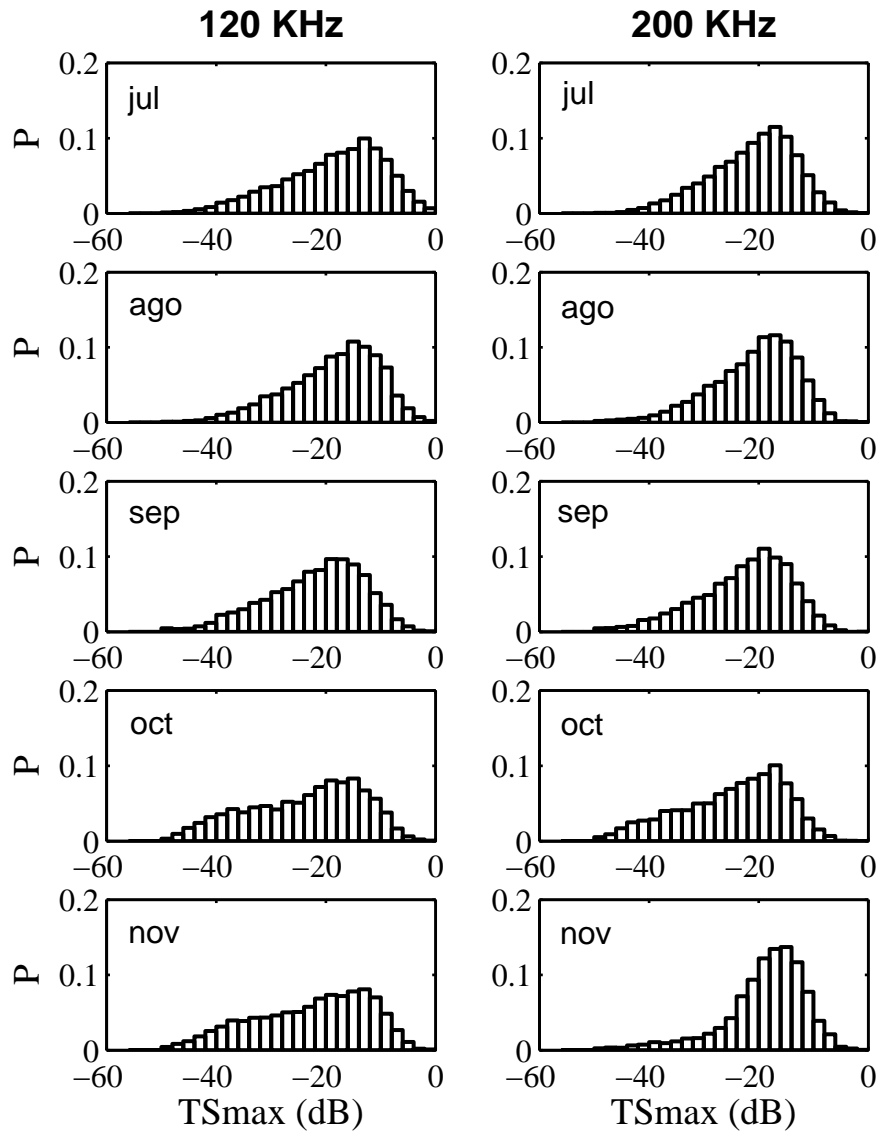 120 KHz 200 KHz
0.2 0.2
jul jul
P 0.1 0.1
0 0
−60 −40 −20 0 −60 −40 −20 0
0.2 0.2
ago ago
P 0.1 0.1
0 0
−60 −40 −20 0 −60 −40 −20 0
0.2 0.2
sep sep
P 0.1 0.1
0 0
−60 −40 −20 0 −60 −40 −20 0
0.2 0.2
oct oct
P 0.1 0.1
0 0
−60 −40 −20 0 −60 −40 −20 0
0.2 0.2
nov nov
P 0.1 0.1
0 0
−60 −40 −20 0 −60 −40 −20 0
TSmax (dB) TSmax (dB)